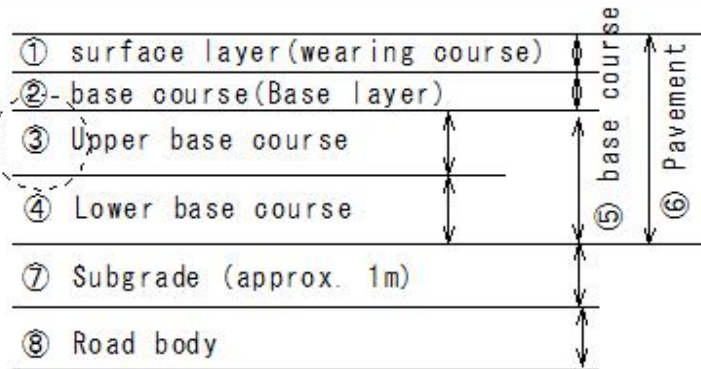 ① surface layer(wearing course)
② base course(Base layer)
③ Upper base course
④ Lower base course
⑤ base course
⑥ Pavement
⑦ Subgrade (approx. 1m)
⑧ Road body